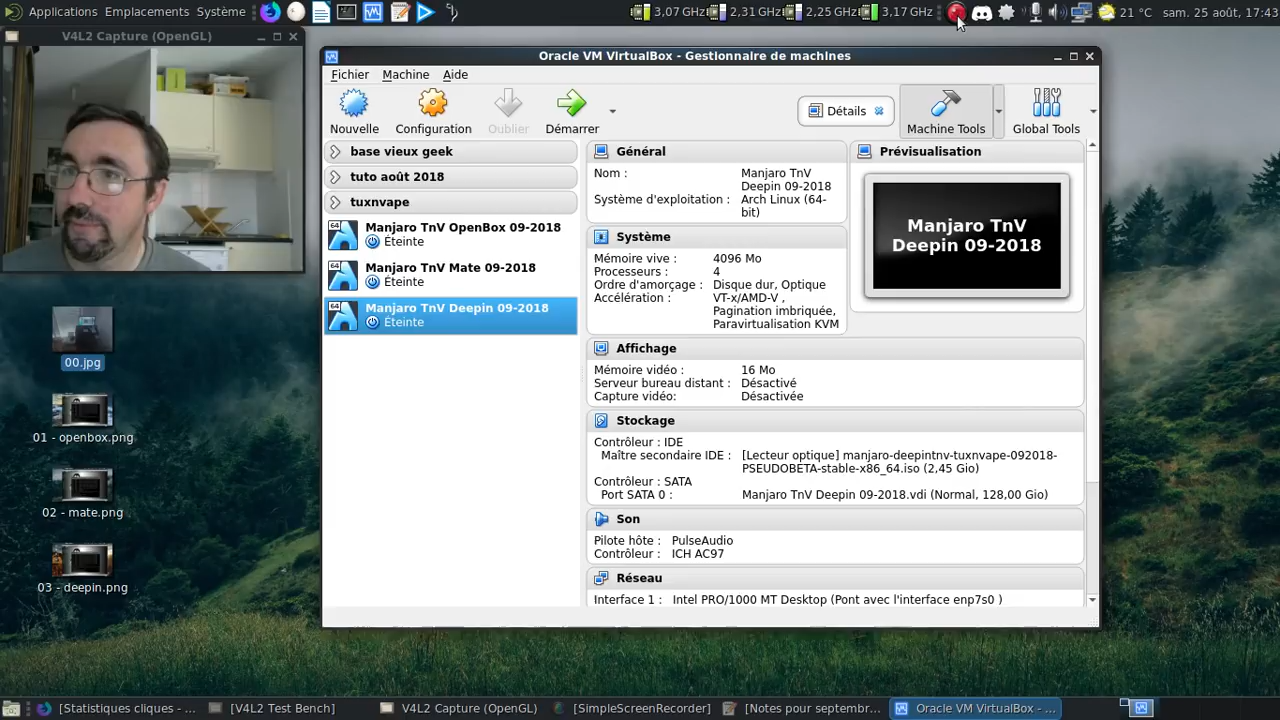 Applications Emplacements Système
3,07 GHz 2,31 GHz 2,25 GHz 3,17 GHz
21 °C sam. 25 août, 17:43
V4L2 Capture (OpenGL)
Oracle VM VirtualBox - Gestionnaire de machines
Fichier Machine Aide
Nouvelle Configuration Oublier Démarrer
Détails Machine Tools Global Tools
base vieux geek
tuto août 2018
tuxnvape
Manjaro TnV OpenBox 09-2018
Éteinte
Manjaro TnV Mate 09-2018
Éteinte
Manjaro TnV Deepin 09-2018
Éteinte
Général
Nom : Manjaro TnV
Deepin 09-2018
Système d'exploitation : Arch Linux (64-
bit)
Prévisualisation
Manjaro TnV
Deepin 09-2018
Système
Mémoire vive : 4096 Mo
Processeurs : 4
Ordre d'amorçage : Disque dur, Optique
Accélération : VT-x/AMD-V ,
Pagination imbriquée,
Paravirtualisation KVM
Affichage
Mémoire vidéo : 16 Mo
Serveur bureau distant : Désactivé
Capture vidéo: Désactivée
Stockage
Contrôleur : IDE
Maître secondaire IDE : [Lecteur optique] manjaro-deepintnv-tuxnvape-092018-
PSEUDOBETA-stable-x86_64.iso (2,45 Gio)
Contrôleur : SATA
Port SATA 0 : Manjaro TnV Deepin 09-2018.vdi (Normal, 128,00 Gio)
Son
Pilote hôte : PulseAudio
Contrôleur : ICH AC97
Réseau
Interface 1 : Intel PRO/1000 MT Desktop (Pont avec l'interface enp7s0 )
00.jpg
01 - openbox.png
02 - mate.png
03 - deepin.png
[Statistiques cliques - ... [V4L2 Test Bench] V4L2 Capture (OpenGL) [SimpleScreenRecorder] [Notes pour septembr... Oracle VM VirtualBox - ...